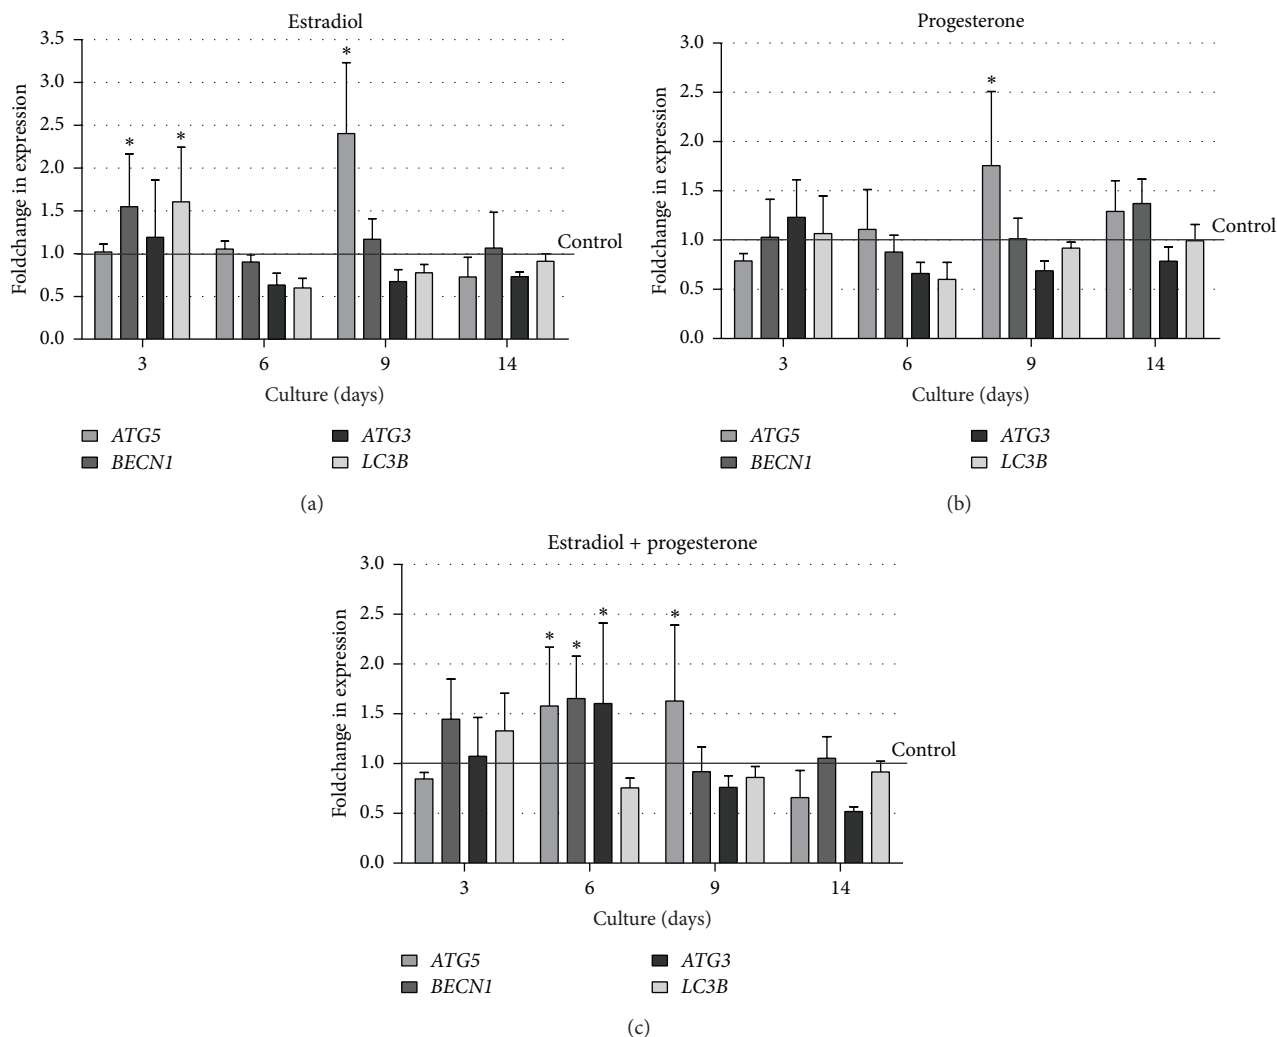 Estradiol
Foldchange in expression
3.5
3.0
2.5
2.0
1.5
1.0
0.5
0.0
* * *
Control
3 6 9 14
Culture (days)
ATG5 ATG3
BECN1 LC3B
(a)
Progesterone
Foldchange in expression
3.0
2.5
2.0
1.5
1.0
0.5
0.0
*
Control
3 6 9 14
Culture (days)
ATG5 ATG3
BECN1 LC3B
(b)
Estradiol + progesterone
Foldchange in expression
3.0
2.5
2.0
1.5
1.0
0.5
0.0
* * * *
Control
3 6 9 14
Culture (days)
ATG5 ATG3
BECN1 LC3B
(c)